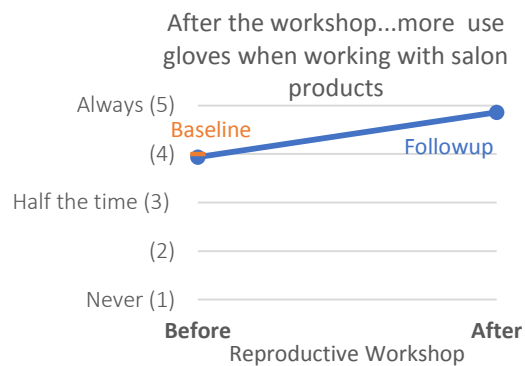 After the workshop...more use
gloves when working with salon
products
Always (5)
Baseline
(4)
Followup
Half the time (3)
(2)
Never (1)
Before After
Reproductive Workshop